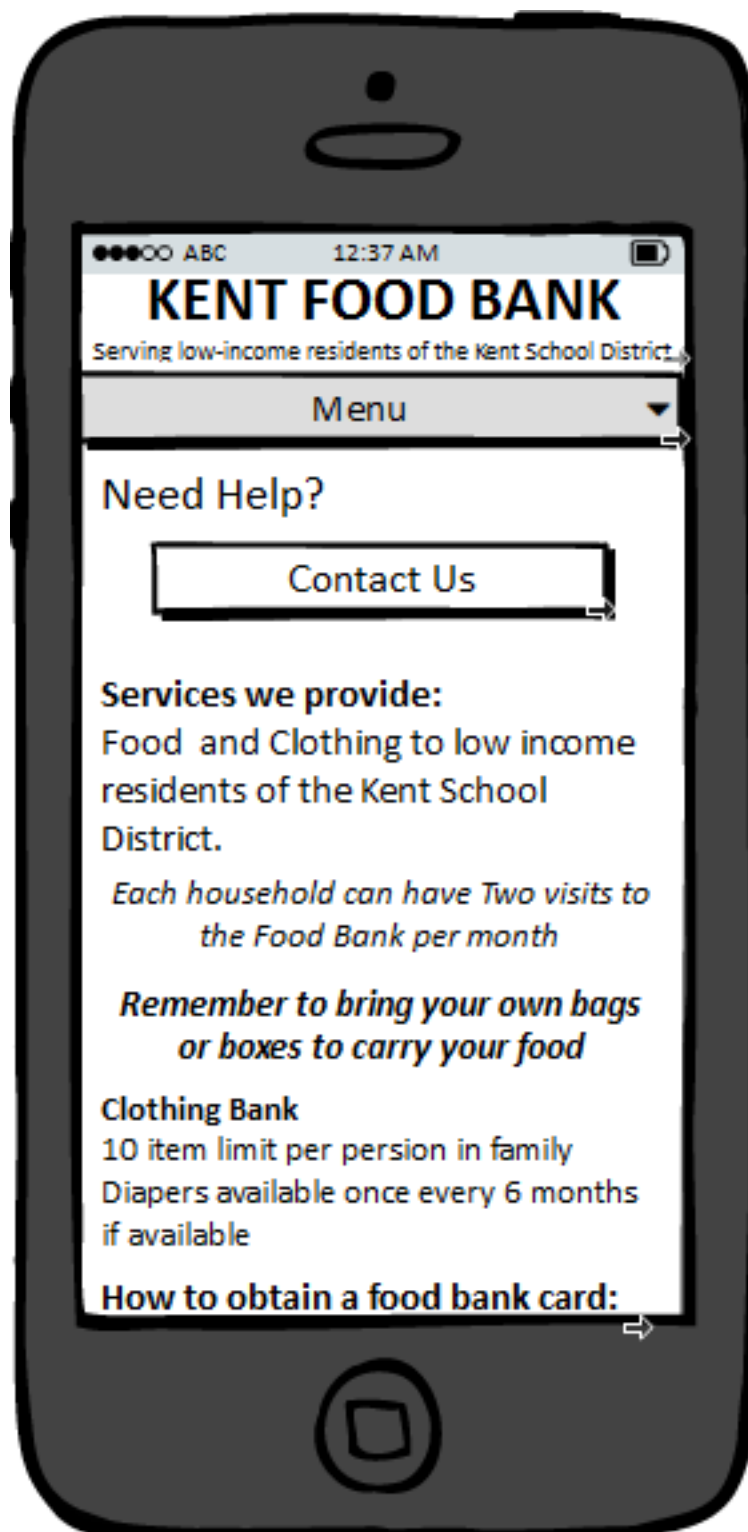 ABC 12:37 AM
KENT FOOD BANK
Serving low-income residents of the Kent School District
Menu
Need Help?
Contact Us
Services we provide:
Food and Clothing to low income
residents of the Kent School
District.
Each household can have Two visits to
the Food Bank per month
Remember to bring your own bags
or boxes to carry your food
Clothing Bank
10 item limit per persion in family
Diapers available once every 6 months
if available
How to obtain a food bank card: